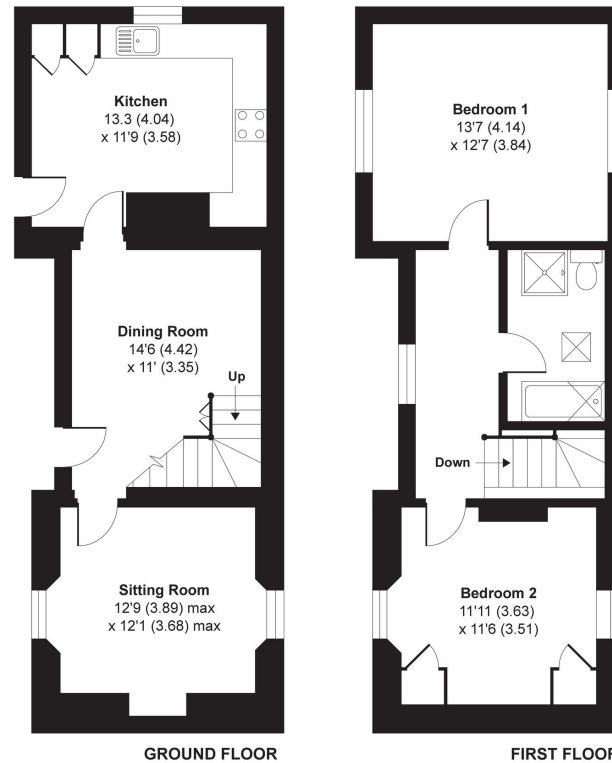 Kitchen
13.3 (4.04)
x 11'9 (3.58)
Dining Room
14'6 (4.42)
x 11' (3.35)
Up
Sitting Room
12'9 (3.89) max
x 12'1 (3.68) max
GROUND FLOOR
Bedroom 1
13'7 (4.14)
x 12'7 (3.84)
Down
Bedroom 2
11'11 (3.63)
x 11'6 (3.51)
FIRST FLOOR